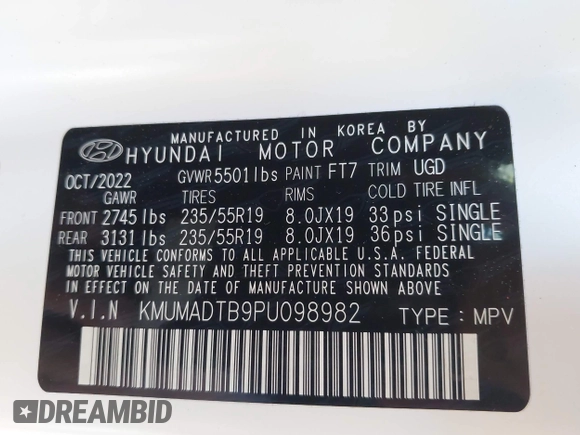 MANUFACTURED IN KOREA BY
HYUNDAI MOTOR COMPANY
OCT/2022 GVWR 5501lbs PAINT FT7 TRIM UGD
GAWR TIRES RIMS COLD TIRE INFL
FRONT 2745lbs 235/55R19 8.0JX19 33psi SINGLE
REAR 3131lbs 235/55R19 8.0JX19 36psi SINGLE
THIS VEHICLE CONFORMS TO ALL APPLICABLE U.S.A. FEDERAL
MOTOR VEHICLE SAFETY AND THEFT PREVENTION STANDARDS
IN EFFECT ON THE DATE OF MANUFACTURE SHOWN ABOVE.
V.I.N KMUMADTB9PU098982 TYPE : MPV
DREAMBID